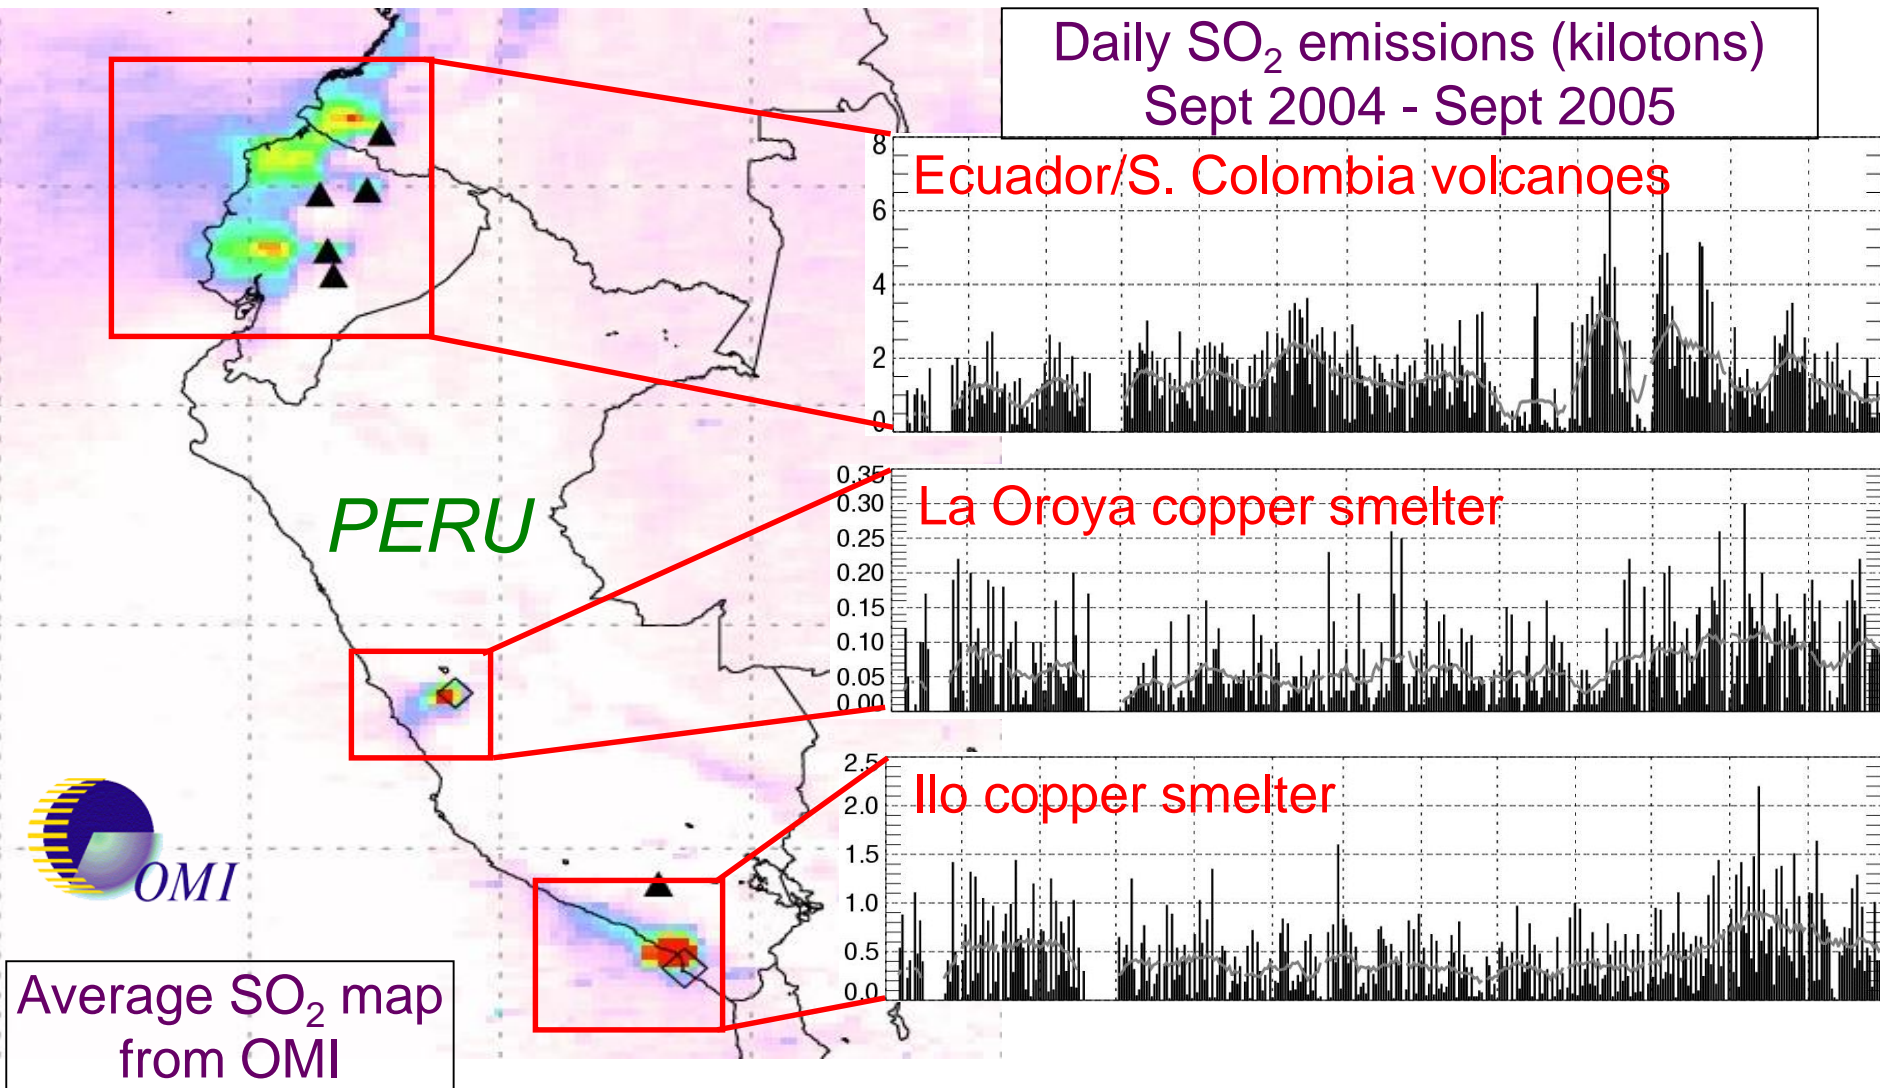 Daily SO₂ emissions (kilotons)
Sept 2004 - Sept 2005
Ecuador/S. Colombia volcanoes
8
6
4
2
0
PERU
La Oroya copper smelter
0.35
0.30
0.25
0.20
0.15
0.10
0.05
0.00
Ilo copper smelter
2.5
2.0
1.5
1.0
0.5
0.0
OMI
Average SO₂ map
from OMI